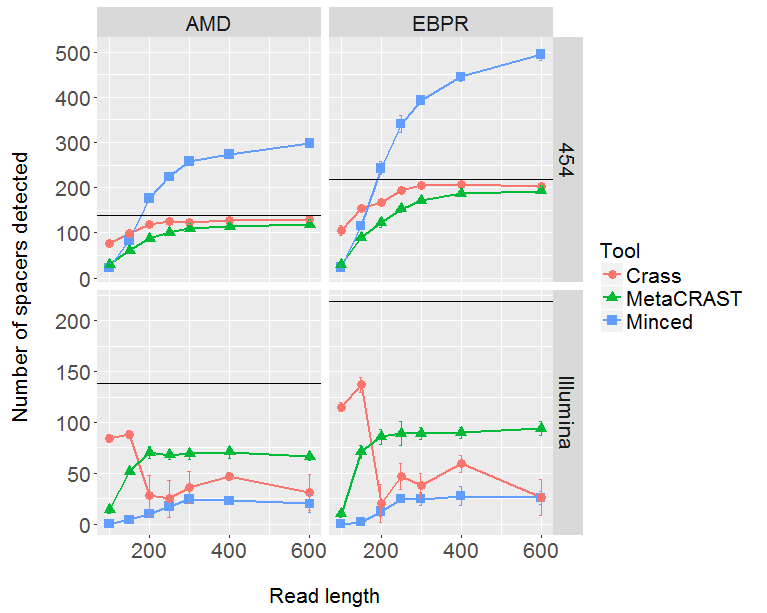 AMD EBPR
Number of spacers detected
500
400
300
200
100
0
454
200
150
100
50
0
Illumina
200 400 600 200 400 600
Read length
Tool
Crass
MetaCRAST
Minced